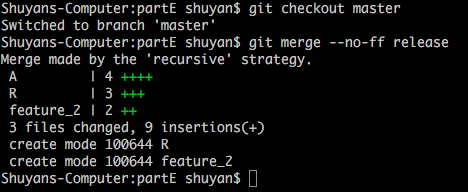 Shuyans-Computer:partE shuyan$ git checkout master
Switched to branch 'master'
Shuyans-Computer:partE shuyan$ git merge --no-ff release
Merge made by the 'recursive' strategy.
 A         | 4 ++++
 R         | 3 +++
 feature_2 | 2 ++
 3 files changed, 9 insertions(+)
 create mode 100644 R
 create mode 100644 feature_2
Shuyans-Computer:partE shuyan$